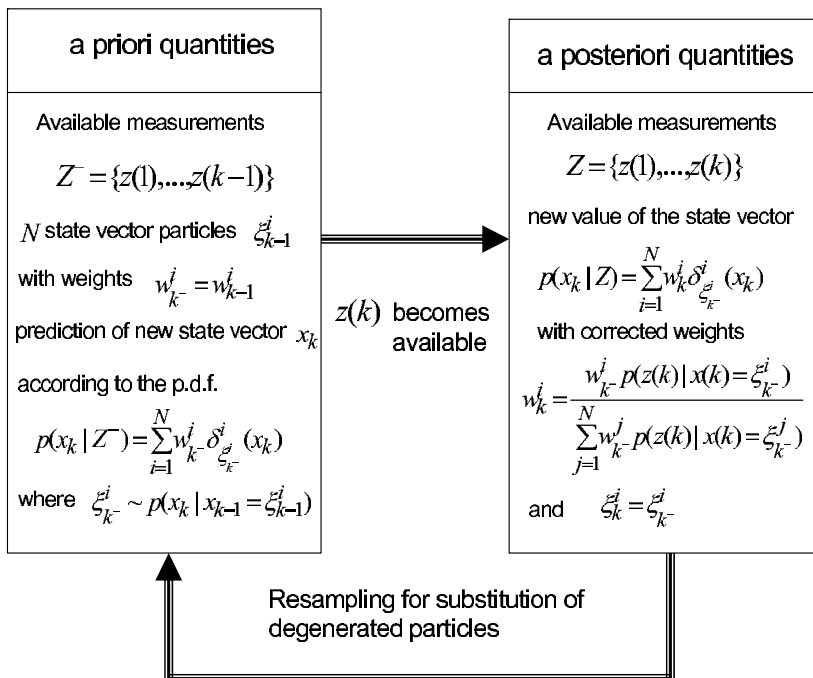 a priori quantities
Available measurements
Z⁻ = {z(1),...,z(k−1)}
N state vector particles ξ^i_{k−1}
with weights w^i_{k⁻} = w^i_{k−1}
prediction of new state vector x_k
according to the p.d.f.
p(x_k | Z⁻) = ∑_{i=1}^{N} w^i_{k⁻} δ^i_{ξ^i_{k⁻}} (x_k)
where ξ^i_{k⁻} ~ p(x_k | x_{k−1} = ξ^i_{k−1})
z(k) becomes
available
a posteriori quantities
Available measurements
Z = {z(1),...,z(k)}
new value of the state vector
p(x_k | Z) = ∑_{i=1}^{N} w^i_k δ^i_{ξ^i_{k⁻}} (x_k)
with corrected weights
w^i_k = \frac{w^i_{k⁻} p(z(k) | x(k) = ξ^i_{k⁻})}{∑_{j=1}^{N} w^j_{k⁻} p(z(k) | x(k) = ξ^j_{k⁻})}
and ξ^i_k = ξ^i_{k⁻}
Resampling for substitution of
degenerated particles